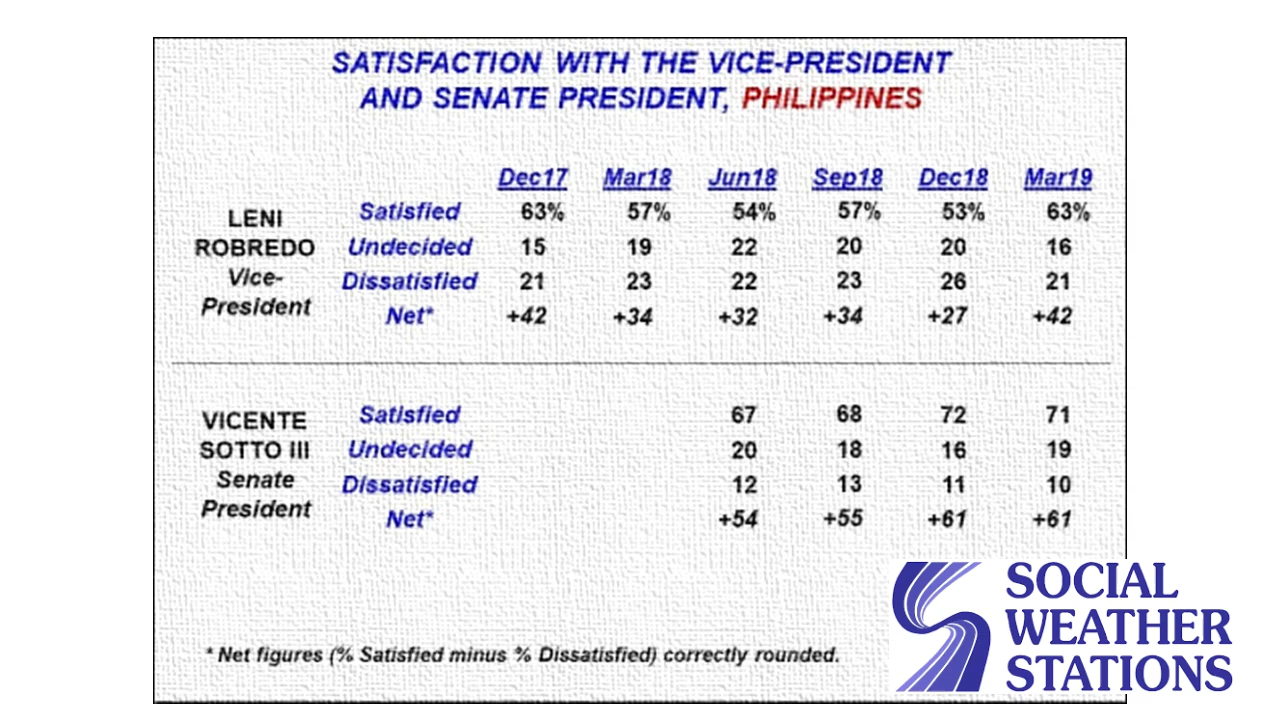 SATISFACTION WITH THE VICE-PRESIDENT
AND SENATE PRESIDENT, PHILIPPINES
Dec17 Mar18 Jun18 Sep18 Dec18 Mar19
LENI
ROBREDO
Vice-
President
Satisfied 63% 57% 54% 57% 53% 63%
Undecided 15 19 22 20 20 16
Dissatisfied 21 23 22 23 26 21
Net* +42 +34 +32 +34 +27 +42
VICENTE
SOTTO III
Senate
President
Satisfied 67 68 72 71
Undecided 20 18 16 19
Dissatisfied 12 13 11 10
Net* +54 +55 +61 +61
* Net figures (% Satisfied minus % Dissatisfied) correctly rounded.
SOCIAL
WEATHER
STATIONS